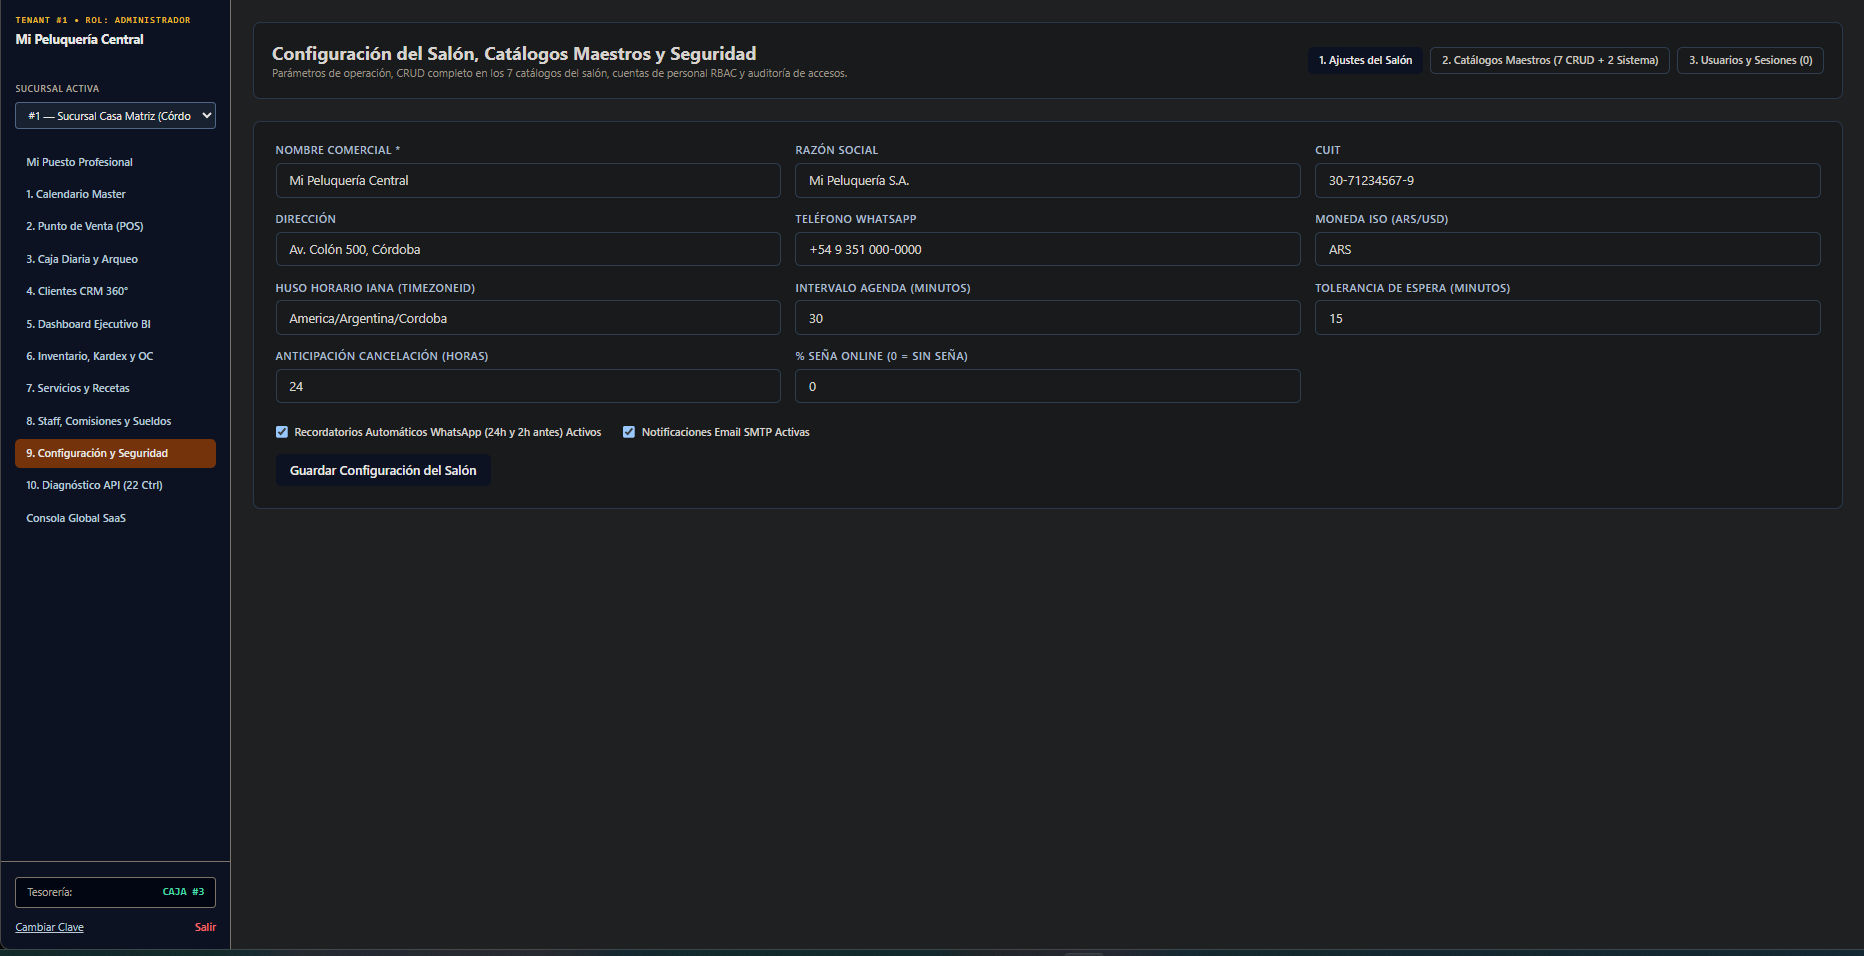 TENANT #1 • ROL: ADMINISTRADOR
Mi Peluquería Central
SUCURSAL ACTIVA
#1 — Sucursal Casa Matriz (Córdo
Mi Puesto Profesional
1. Calendario Master
2. Punto de Venta (POS)
3. Caja Diaria y Arqueo
4. Clientes CRM 360°
5. Dashboard Ejecutivo BI
6. Inventario, Kardex y OC
7. Servicios y Recetas
8. Staff, Comisiones y Sueldos
9. Configuración y Seguridad
10. Diagnóstico API (22 Ctrl)
Consola Global SaaS
Tesorería: CAJA #3
Cambiar Clave Salir
Configuración del Salón, Catálogos Maestros y Seguridad
Parámetros de operación, CRUD completo en los 7 catálogos del salón, cuentas de personal RBAC y auditoría de accesos.
1. Ajustes del Salón 2. Catálogos Maestros (7 CRUD + 2 Sistema) 3. Usuarios y Sesiones (0)
NOMBRE COMERCIAL * RAZÓN SOCIAL CUIT
Mi Peluquería Central Mi Peluquería S.A. 30-71234567-9
DIRECCIÓN TELÉFONO WHATSAPP MONEDA ISO (ARS/USD)
Av. Colón 500, Córdoba +54 9 351 000-0000 ARS
HUSO HORARIO IANA (TIMEZONEID) INTERVALO AGENDA (MINUTOS) TOLERANCIA DE ESPERA (MINUTOS)
America/Argentina/Cordoba 30 15
ANTICIPACIÓN CANCELACIÓN (HORAS) % SEÑA ONLINE (0 = SIN SEÑA)
24 0
Recordatorios Automáticos WhatsApp (24h y 2h antes) Activos Notificaciones Email SMTP Activas
Guardar Configuración del Salón